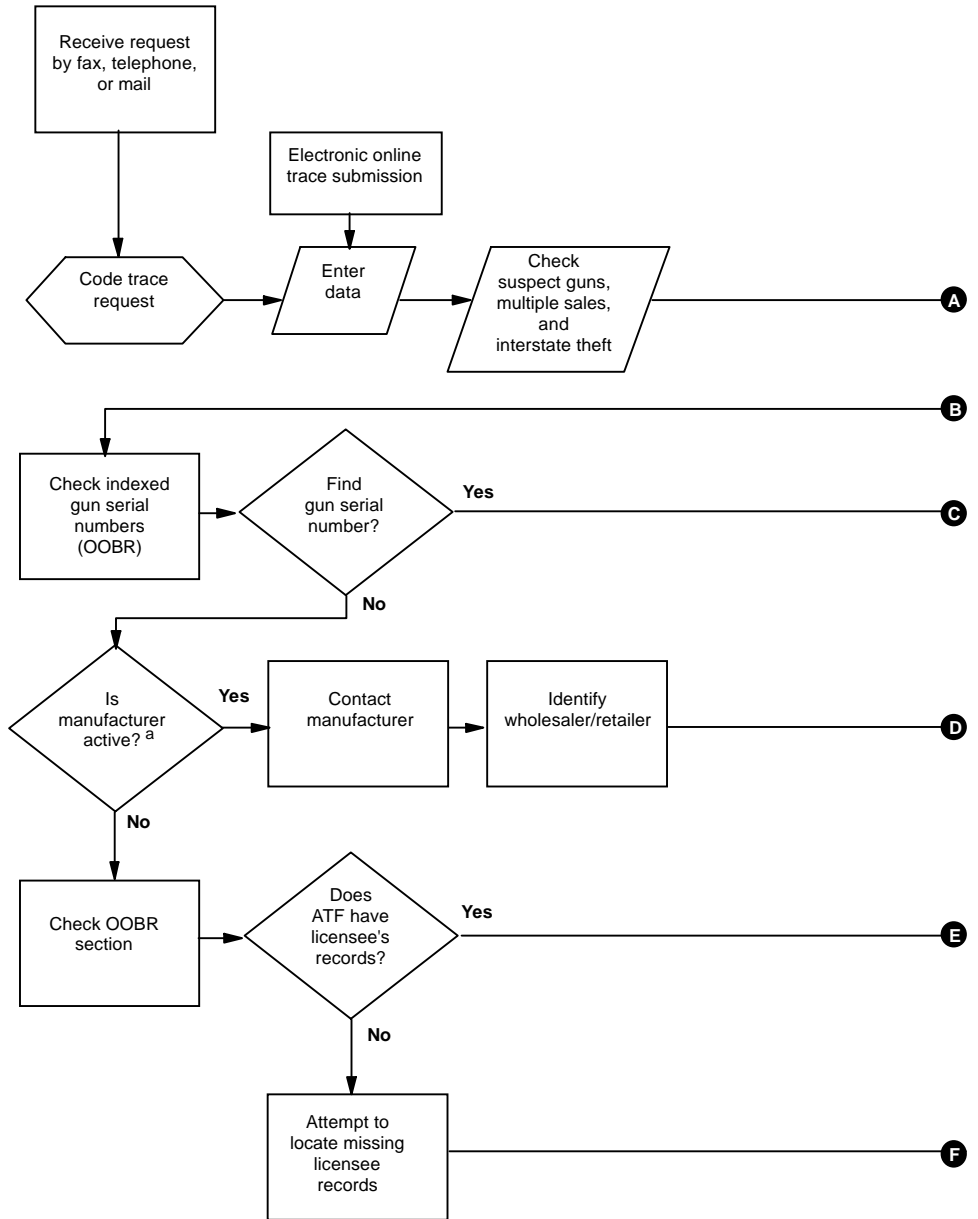 Receive request
by fax, telephone,
or mail
Electronic online
trace submission
Code trace
request
Enter
data
Check
suspect guns,
multiple sales,
and
interstate theft
A
B
Check indexed
gun serial
numbers
(OOBR)
Find
gun serial
number?
Yes
C
No
Is
manufacturer
active? a
Yes
Contact
manufacturer
Identify
wholesaler/retailer
D
No
Check OOBR
section
Does
ATF have
licensee's
records?
Yes
E
No
Attempt to
locate missing
licensee
records
F